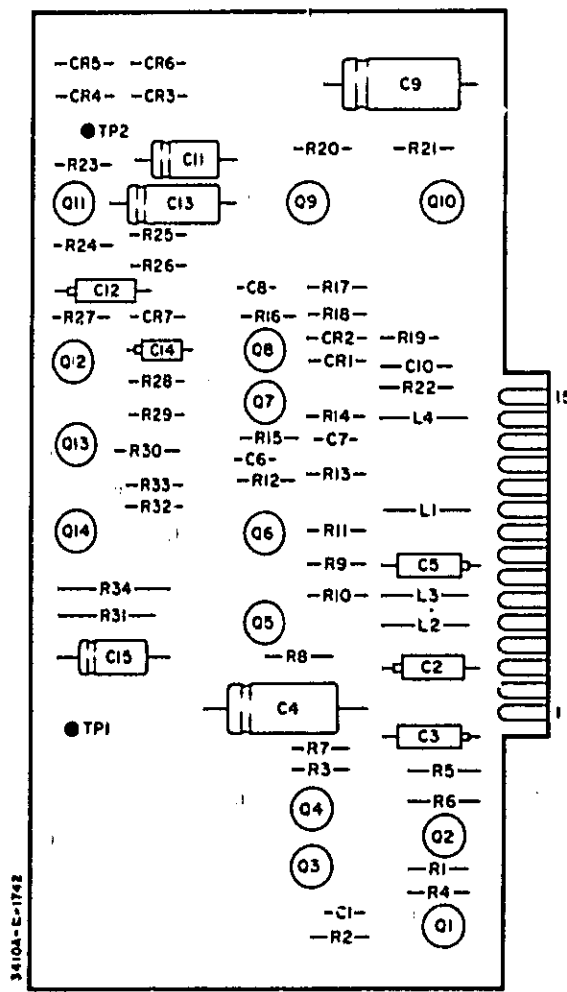 CR5 CR6
C9
CR4 CR3
TP2
R20 R21
C11
R23
Q11 C13 Q9 Q10
R25
R24
R26
C12 C8 R17
R27 CR7 R16 R18
CR2 R19
C14 Q8
Q12 CR1
C10
R28 R22
Q7
15
R29 R14 L4
Q13 R15 C7
R30
C6
R12 R13
R33
R32
L1
Q14 Q6 R11
R9 C5
R34
R10 L3
R31
Q5 L2
C15 R8
C2
C4 1
TP1
C3
R7
R3 R5
R6
Q4
Q2
Q3
R1
R4
C1
Q1
R2
3410A-E-1742